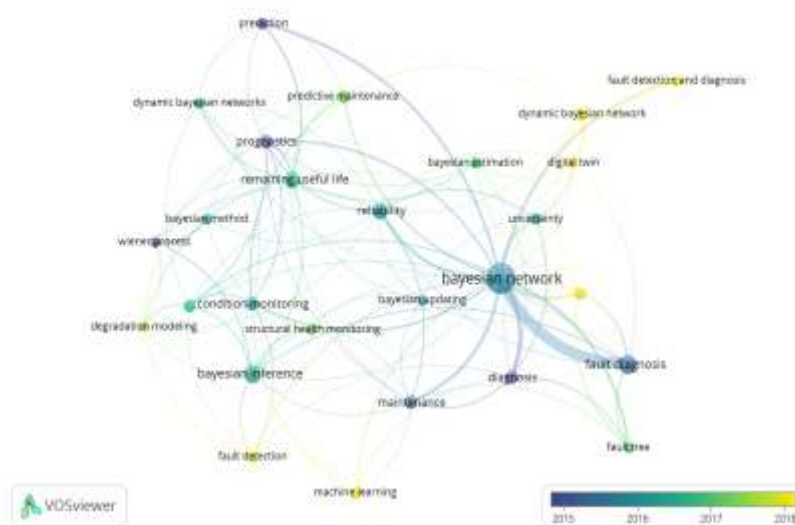 prediction
fault detection and diagnosis
predictive maintenance
dynamic bayesian networks
dynamic bayesian network
prognostics
bayesian estimation
digital twin
remaining useful life
reliability
bayesian method
uncertainty
wiener process
bayesian network
condition monitoring
bayesian updating
degradation modeling
structural health monitoring
fault diagnosis
bayesian inference
diagnosis
maintenance
fault tree
fault detection
machine learning
VOSviewer
2015
2016
2017
2018